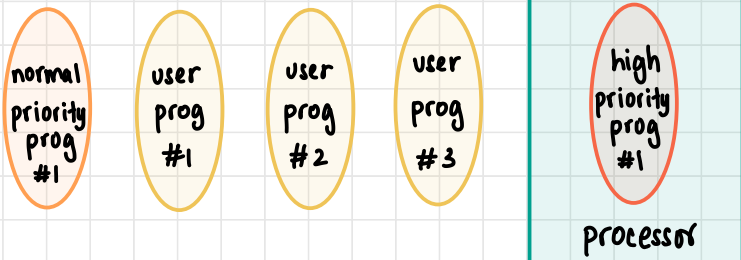 normal
priority
prog
#1
user
prog
#1
user
prog
#2
user
prog
#3
high
priority
prog
#1
processor